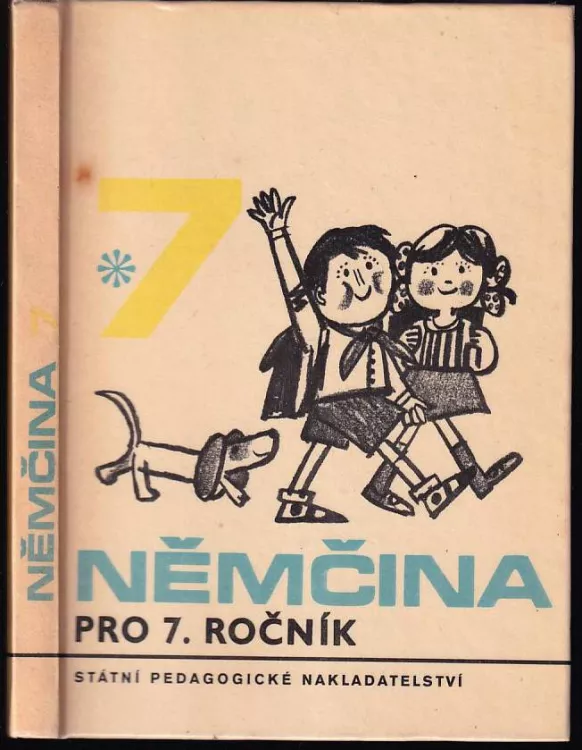 7
NĚMČINA
PRO 7. ROČNÍK
STÁTNÍ PEDAGOGICKÉ NAKLADATELSTVÍ
NĚMČINA 7